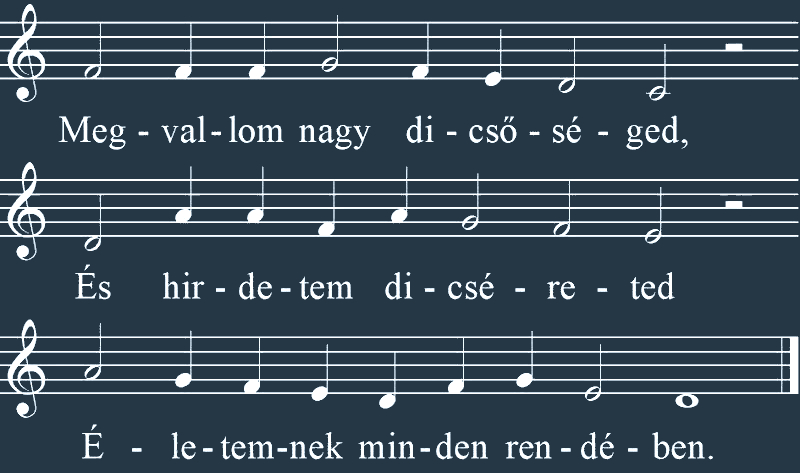 Meg - val - lom nagy di - cső - sé - ged,
És hir - de - tem di - csé - re - ted
É - le - tem-nek min - den ren - dé - ben.